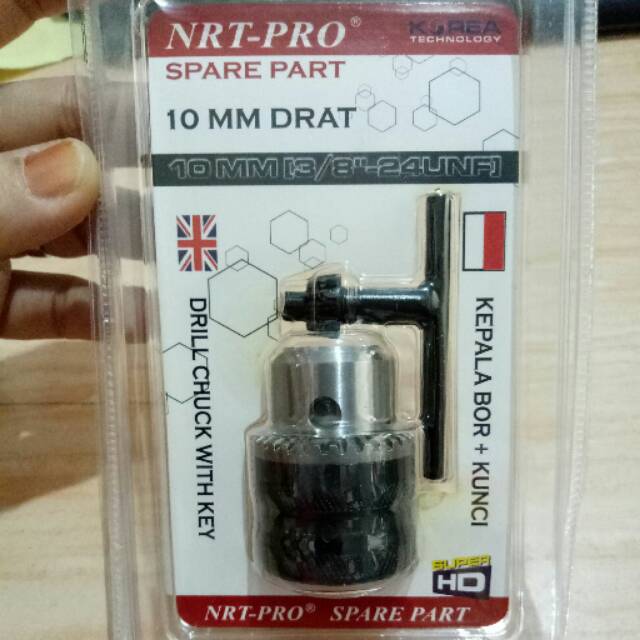 NRT-PRO®
KOREA
TECHNOLOGY
SPARE PART
10 MM DRAT
10 MM [3/8"-24UNF]
DRILL CHUCK WITH KEY
KEPALA BOR + KUNCI
SUPER
HD
NRT-PRO® SPARE PART